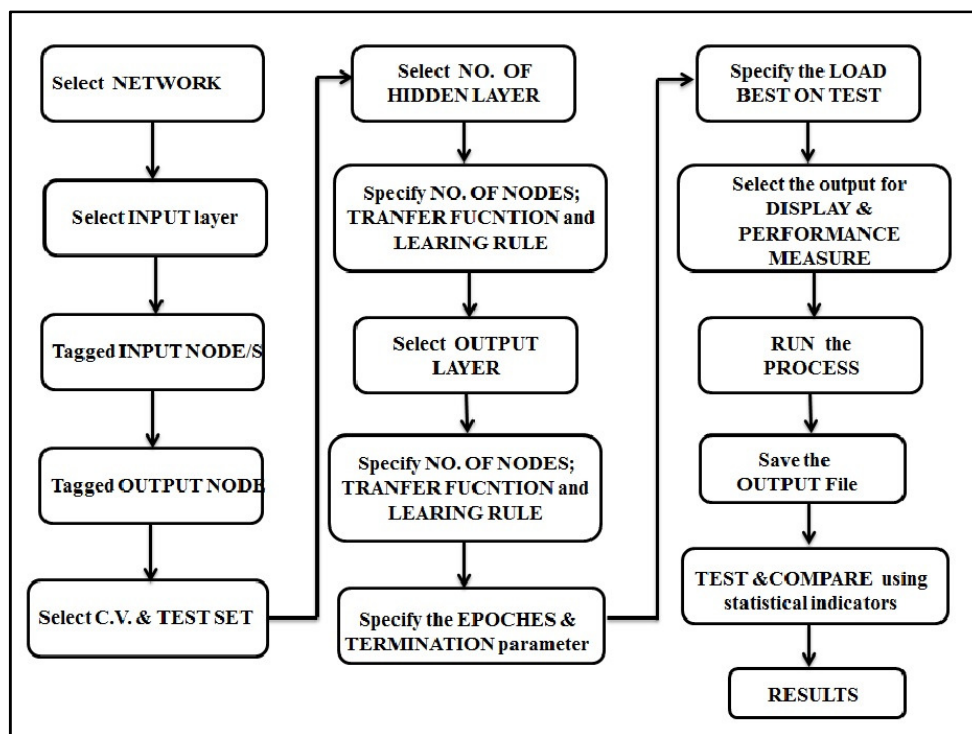 Select NETWORK
Select INPUT layer
Tagged INPUT NODE/S
Tagged OUTPUT NODE
Select C.V. & TEST SET
Select NO. OF
HIDDEN LAYER
Specify NO. OF NODES;
TRANFER FUCNTION and
LEARING RULE
Select OUTPUT
LAYER
Specify NO. OF NODES;
TRANFER FUCNTION and
LEARING RULE
Specify the EPOCHES &
TERMINATION parameter
Specify the LOAD
BEST ON TEST
Select the output for
DISPLAY &
PERFORMANCE
MEASURE
RUN the
PROCESS
Save the
OUTPUT File
TEST &COMPARE using
statistical indicators
RESULTS